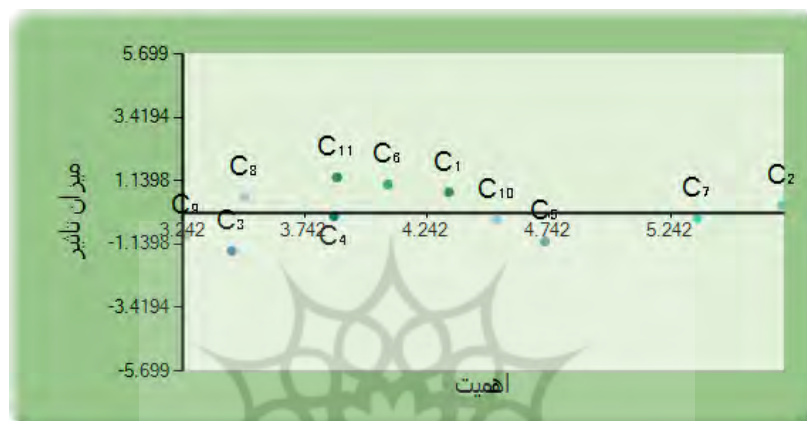 5.699
3.4194
1.1398
-1.1398
-3.4194
-5.699
میزان تاثیر
C₉
C₈
C₃
C₁₁
C₄
C₆
C₁
C₁₀
C₅
C₇
C₂
3.242
3.742
4.242
4.742
5.242
اهمیت